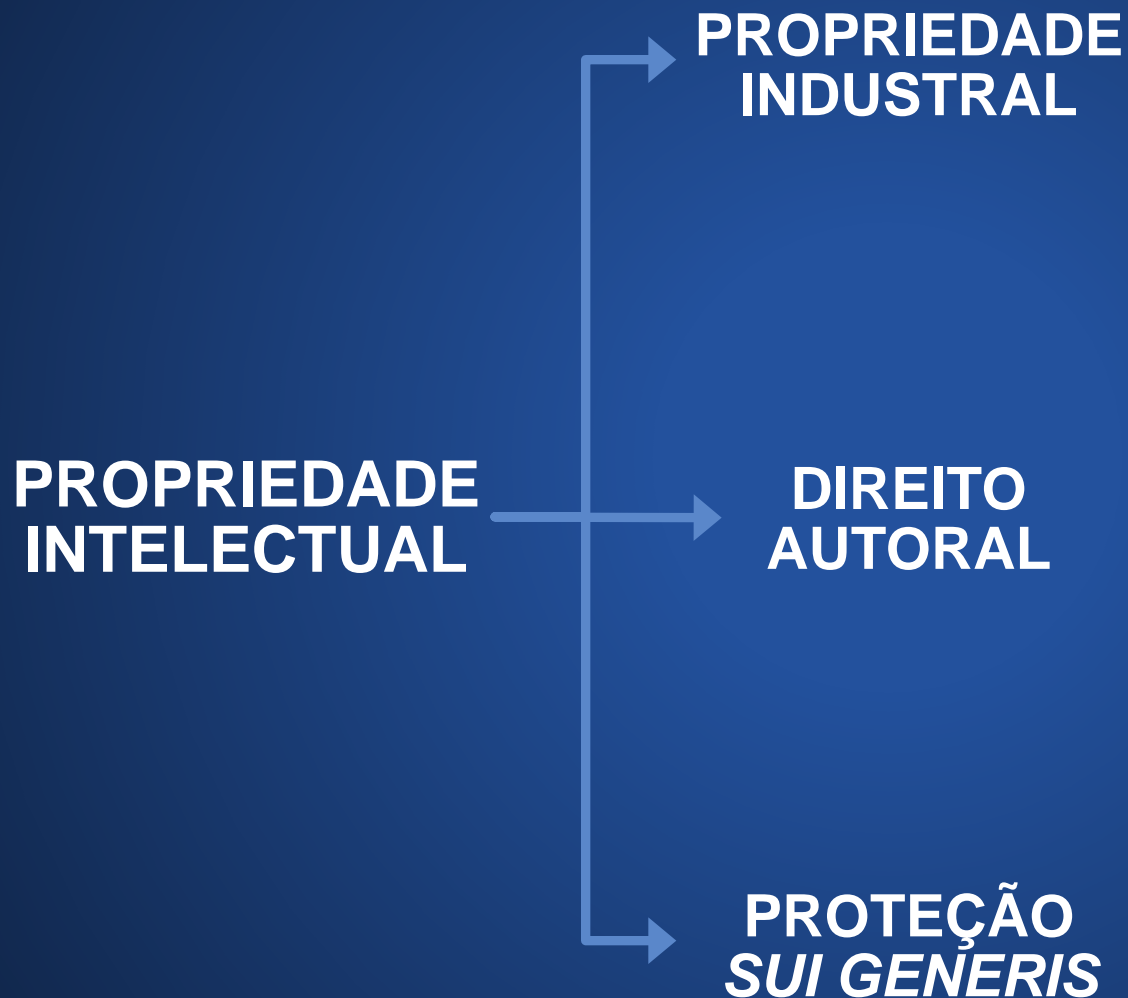 PROPRIEDADE
INDUSTRAL
PROPRIEDADE
INTELECTUAL
DIREITO
AUTORAL
PROTEÇÃO
SUI GENERIS